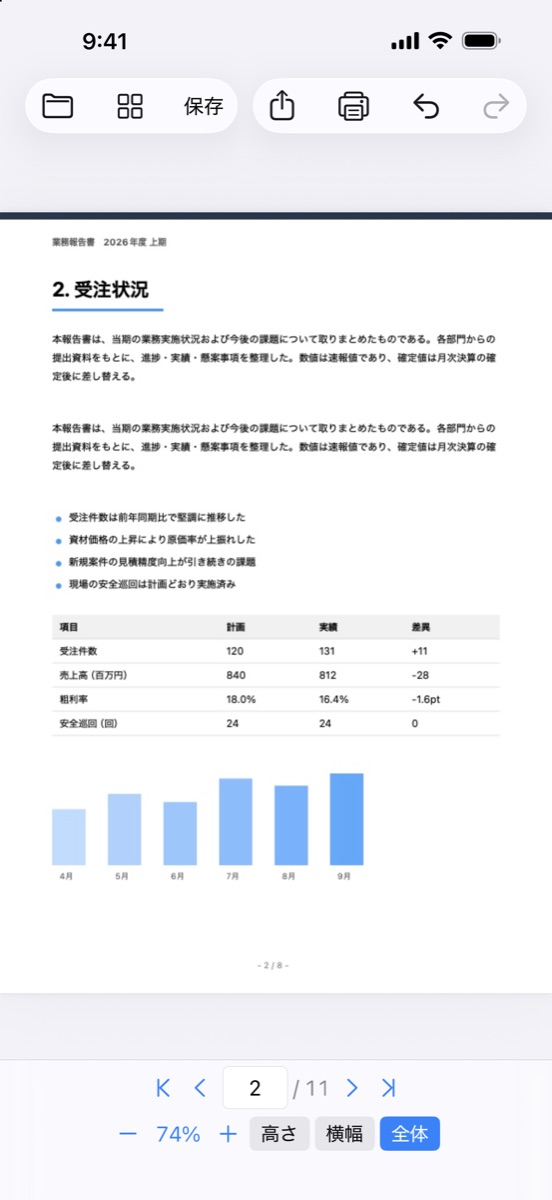 9:41
保存
業務報告書 2026年度 上期
2. 受注状況
本報告書は、当期の業務実施状況および今後の課題について取りまとめたものである。各部門からの
提出資料をもとに、進捗・実績・懸案事項を整理した。数値は速報値であり、確定値は月次決算の確
定後に差し替える。
本報告書は、当期の業務実施状況および今後の課題について取りまとめたものである。各部門からの
提出資料をもとに、進捗・実績・懸案事項を整理した。数値は速報値であり、確定値は月次決算の確
定後に差し替える。
受注件数は前年同期比で堅調に推移した
資材価格の上昇により原価率が上振れした
新規案件の見積精度向上が引き続きの課題
現場の安全巡回は計画どおり実施済み
項目 計画 実績 差異
受注件数 120 131 +11
売上高 (百万円) 840 812 -28
粗利率 18.0% 16.4% -1.6pt
安全巡回 (回) 24 24 0
4月 5月 6月 7月 8月 9月
- 2 / 8 -
2 / 11
74% 高さ 横幅 全体